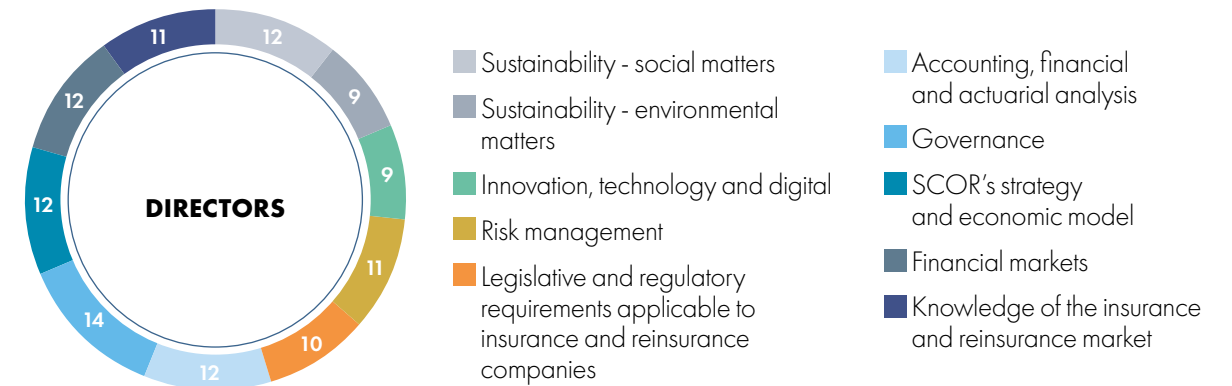 12
9
9
11
10
12
14
12
12
11
DIRECTORS
Sustainability - social matters
Sustainability - environmental
matters
Innovation, technology and digital
Risk management
Legislative and regulatory
requirements applicable to
insurance and reinsurance
companies
Accounting, financial
and actuarial analysis
Governance
SCOR's strategy
and economic model
Financial markets
Knowledge of the insurance
and reinsurance market